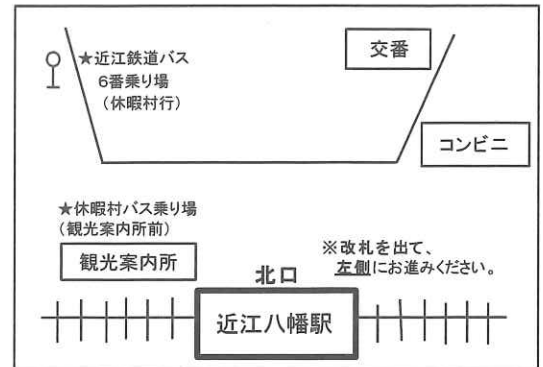 ★近江鉄道バス
6番乗り場
(休暇村行)
交番
コンビニ
★休暇村バス乗り場
(観光案内所前)
観光案内所
※改札を出て、
左側にお進みください。
北口
近江八幡駅